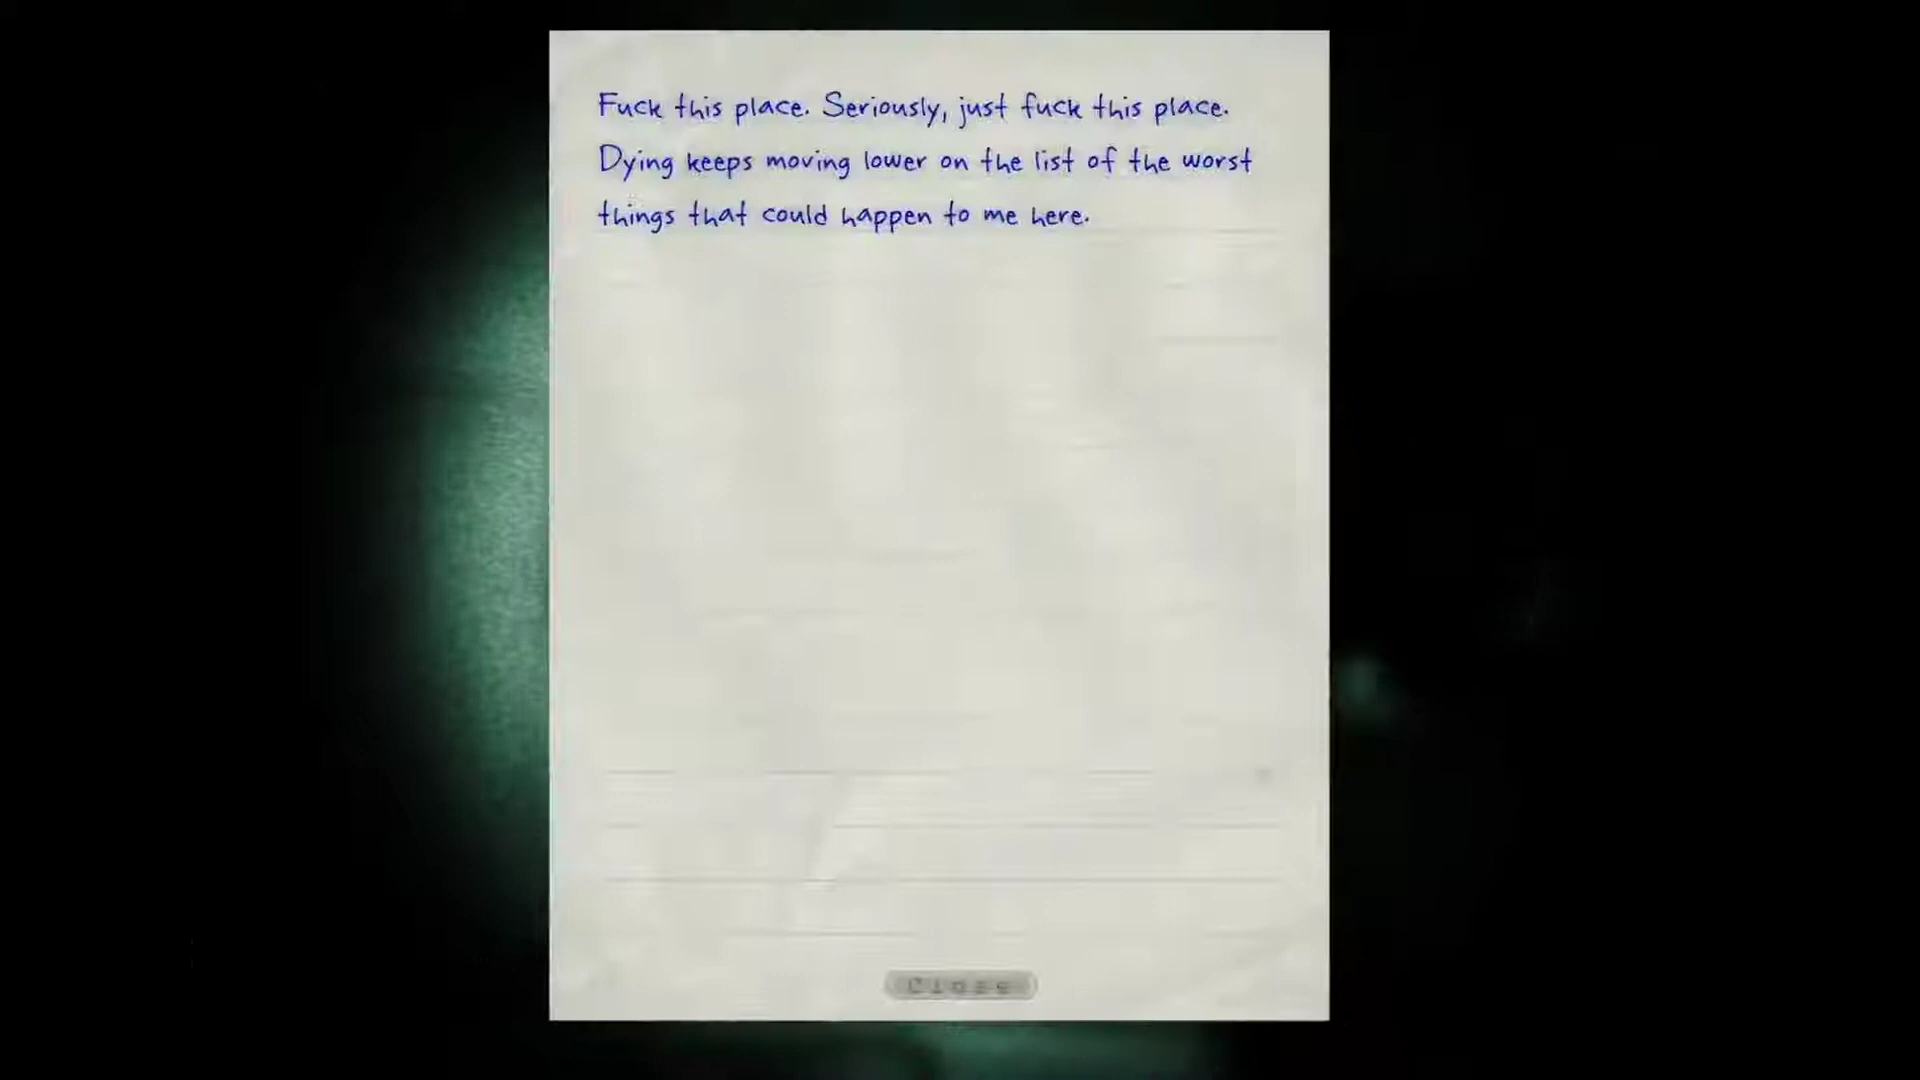 Fuck this place. Seriously, just fuck this place.
Dying keeps moving lower on the list of the worst
things that could happen to me here.
Close